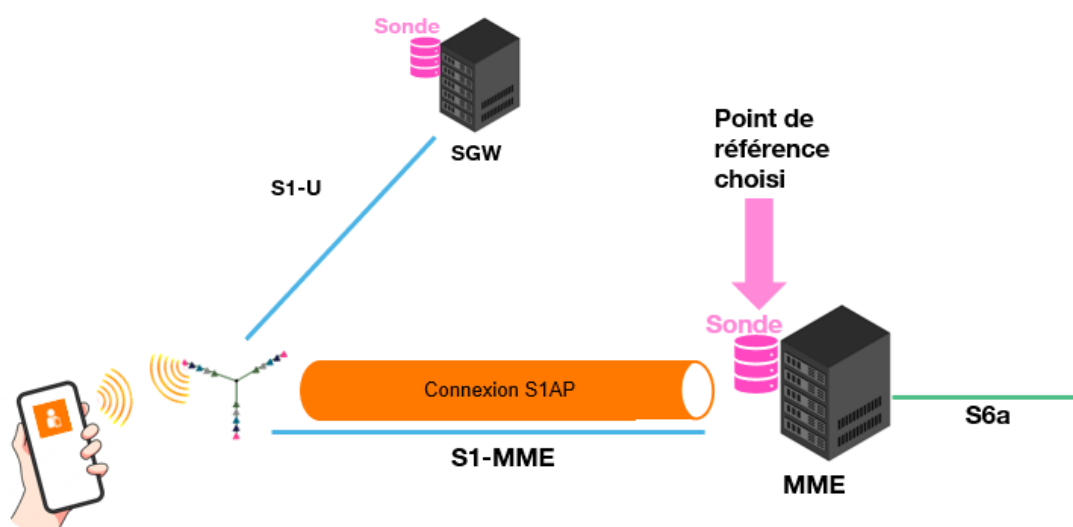 Sonde
SGW
S1-U
Point de
référence
choisi
Sonde
Connexion S1AP
S1-MME
MME
S6a